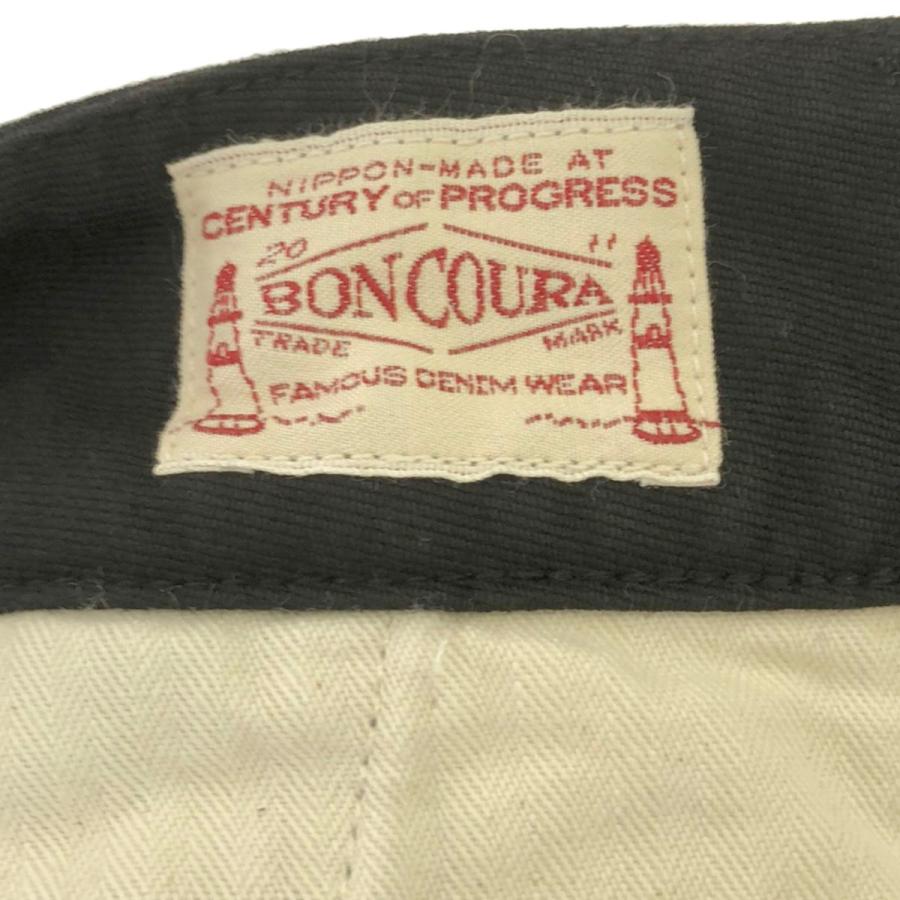 NIPPON-MADE AT
CENTURY OF PROGRESS
20 11
BONCOURA
TRADE MARK
FAMOUS DENIM WEAR